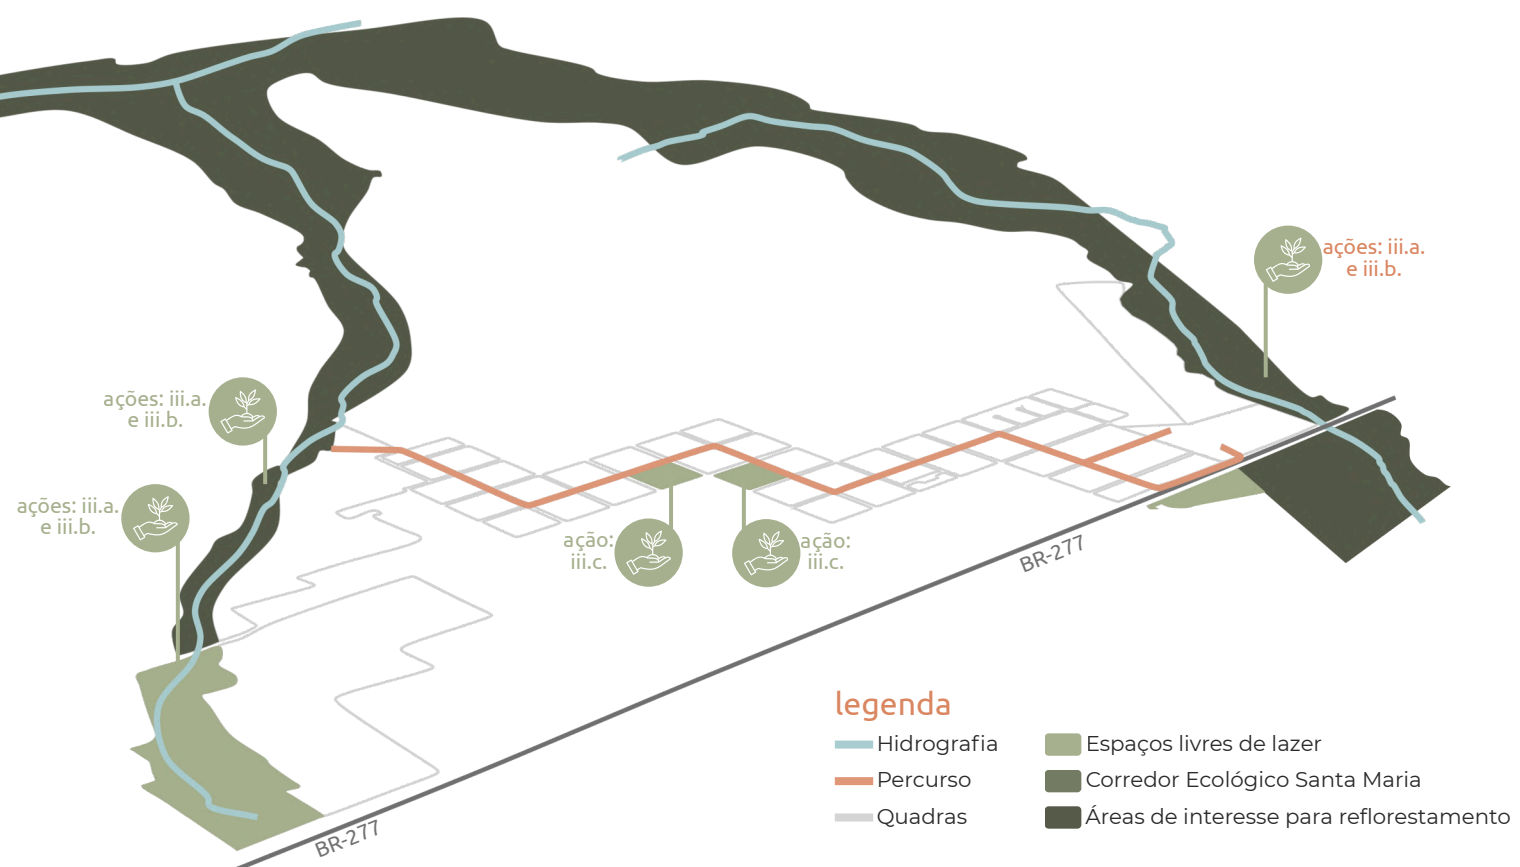 ações: iii.a.
e iii.b.
ações: iii.a.
e iii.b.
ações: iii.a.
e iii.b.
ação:
iii.c.
ação:
iii.c.
BR-277
BR-277
legenda
Hidrografia
Percurso
Quadras
Espaços livres de lazer
Corredor Ecológico Santa Maria
Áreas de interesse para reflorestamento